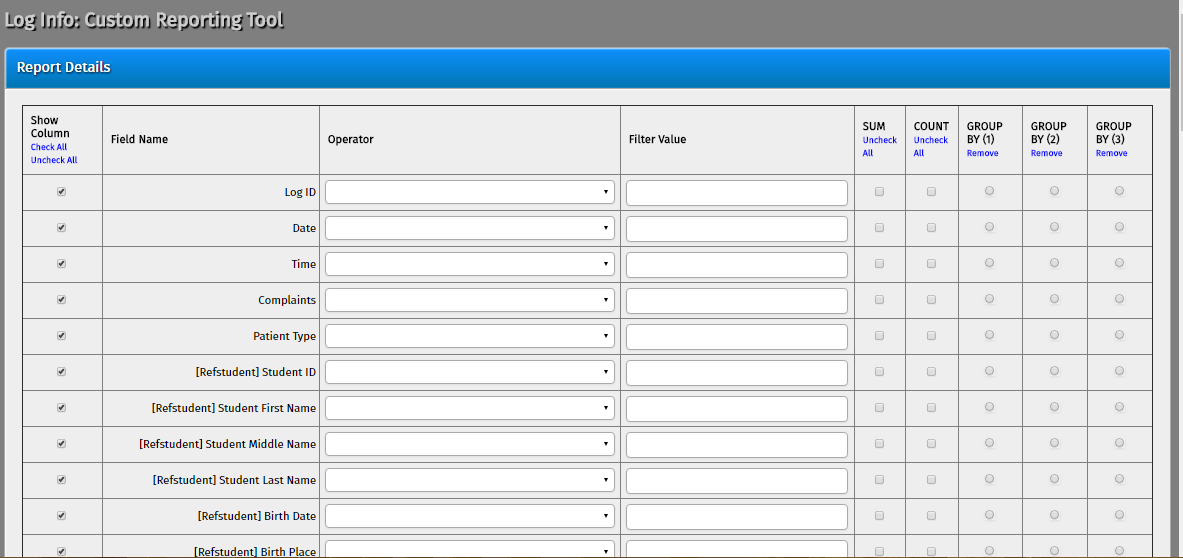 Log Info: Custom Reporting Tool
Report Details
Show
Column
Check All
Uncheck All
Field Name
Operator
Filter Value
SUM
Uncheck
All
COUNT
Uncheck
All
GROUP
BY (1)
Remove
GROUP
BY (2)
Remove
GROUP
BY (3)
Remove
Log ID
Date
Time
Complaints
Patient Type
[Refstudent] Student ID
[Refstudent] Student First Name
[Refstudent] Student Middle Name
[Refstudent] Student Last Name
[Refstudent] Birth Date
[Refstudent] Birth Place